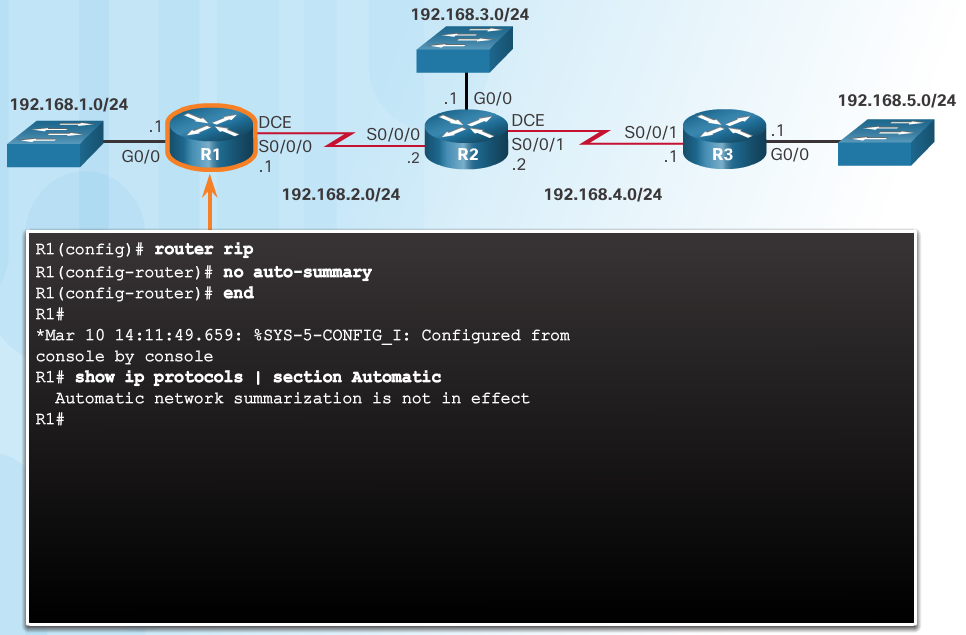 192.168.3.0/24
192.168.1.0/24
192.168.5.0/24
.1 G0/0
.1
DCE
DCE
G0/0
R1
S0/0/0
.1
S0/0/0
.2
R2
S0/0/1
.2
S0/0/1
.1
R3
.1
G0/0
192.168.2.0/24
192.168.4.0/24
R1(config)# router rip
R1(config-router)# no auto-summary
R1(config-router)# end
R1#
*Mar 10 14:11:49.659: %SYS-5-CONFIG_I: Configured from
console by console
R1# show ip protocols | section Automatic
Automatic network summarization is not in effect
R1#